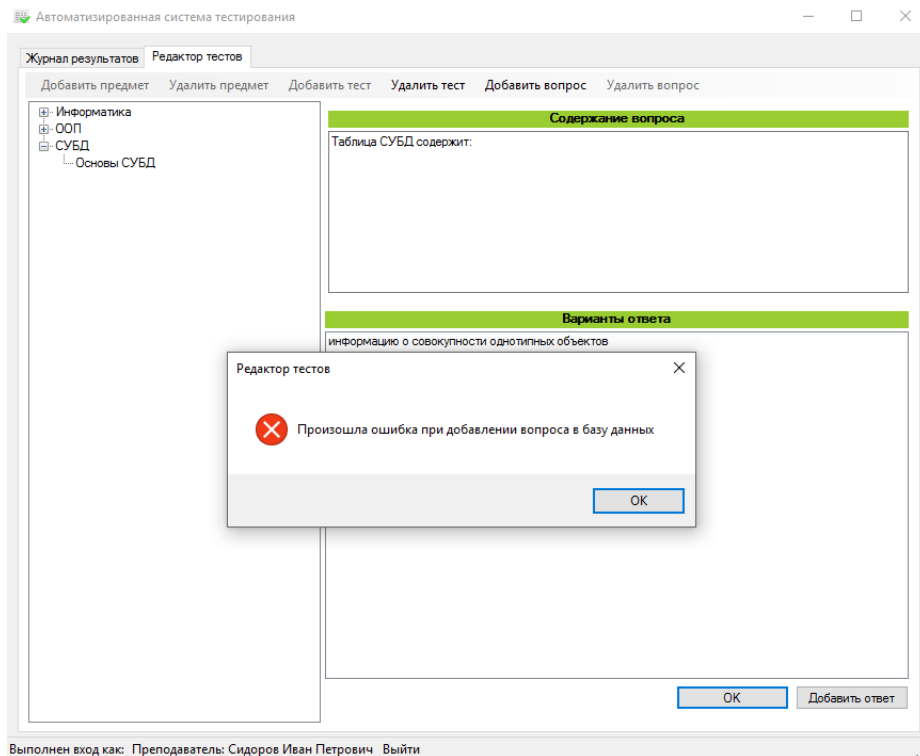 Автоматизированная система тестирования
Журнал результатов Редактор тестов
Добавить предмет Удалить предмет Добавить тест Удалить тест Добавить вопрос Удалить вопрос
Информатика
ООП
СУБД
Основы СУБД
Содержание вопроса
Таблица СУБД содержит:
Варианты ответа
информацию о совокупности однотипных объектов
Редактор тестов
Произошла ошибка при добавлении вопроса в базу данных
ОК
ОК Добавить ответ
Выполнен вход как: Преподаватель: Сидоров Иван Петрович Выйти